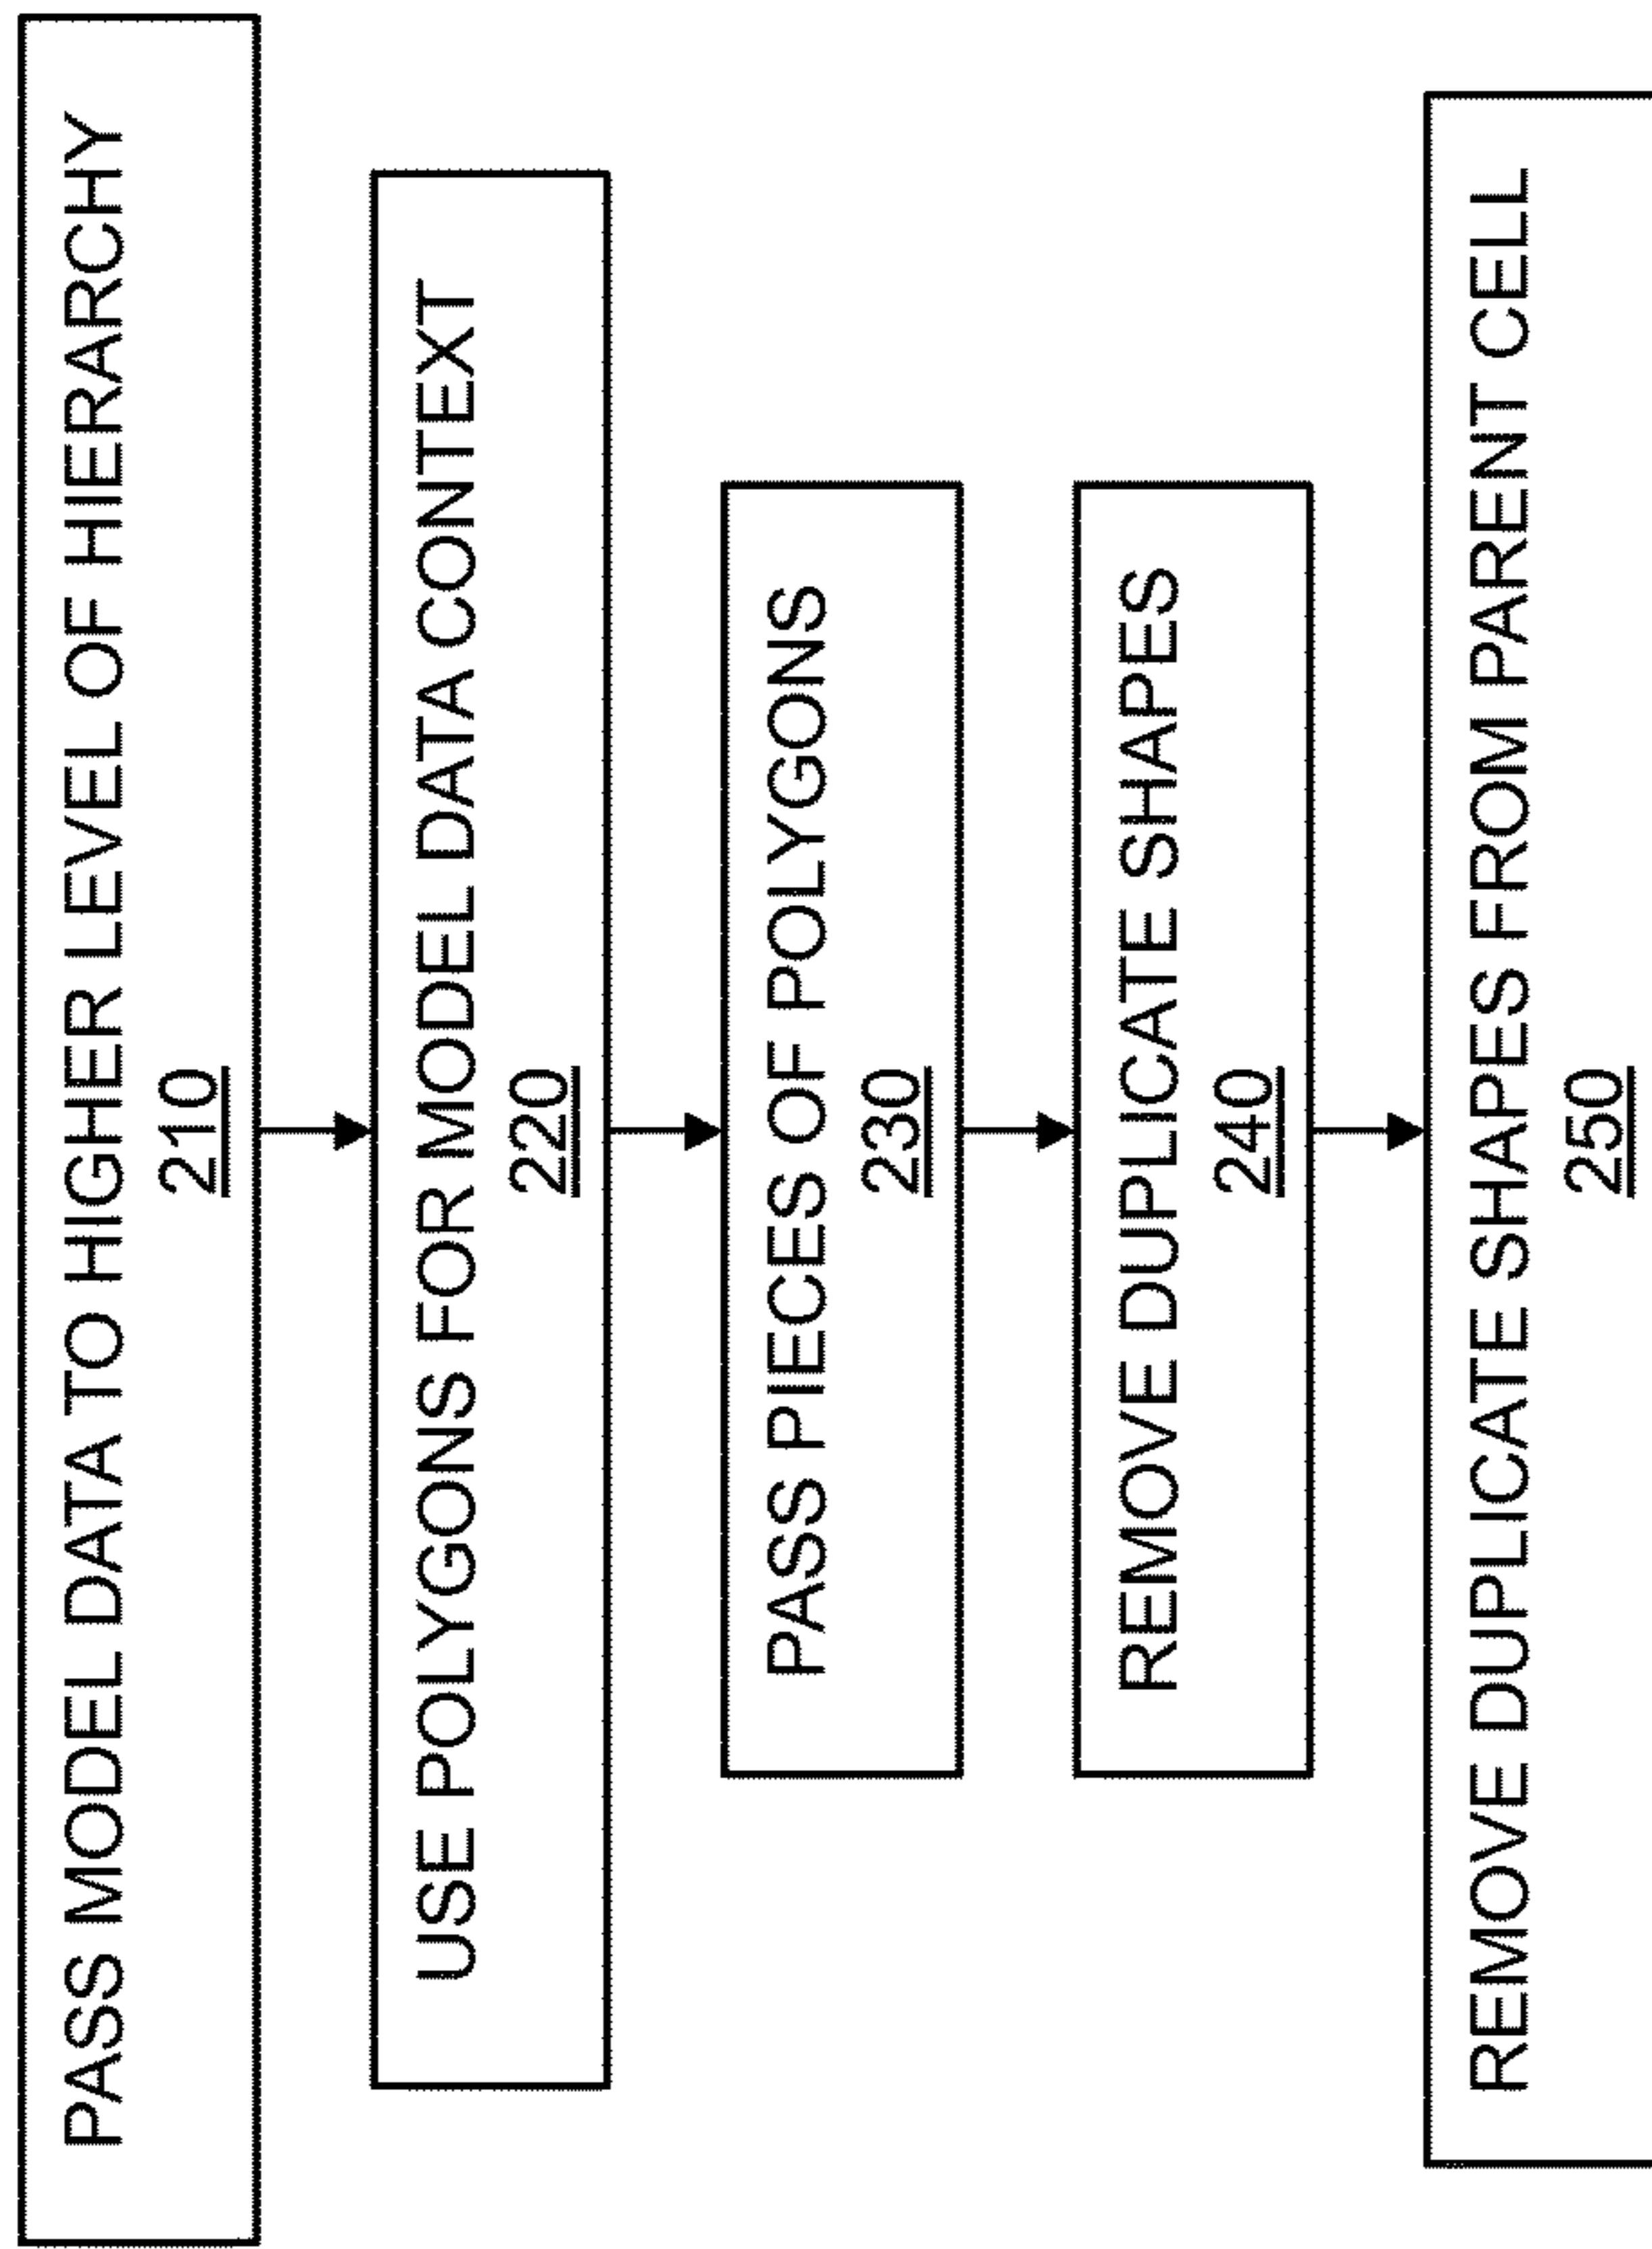 PASS MODEL DATA TO HIGHER LEVEL OF HIERARCHY
210
USE POLYGONS FOR MODEL DATA CONTEXT
220
PASS PIECES OF POLYGONS
230
REMOVE DUPLICATE SHAPES
240
REMOVE DUPLICATE SHAPES FROM PARENT CELL
250